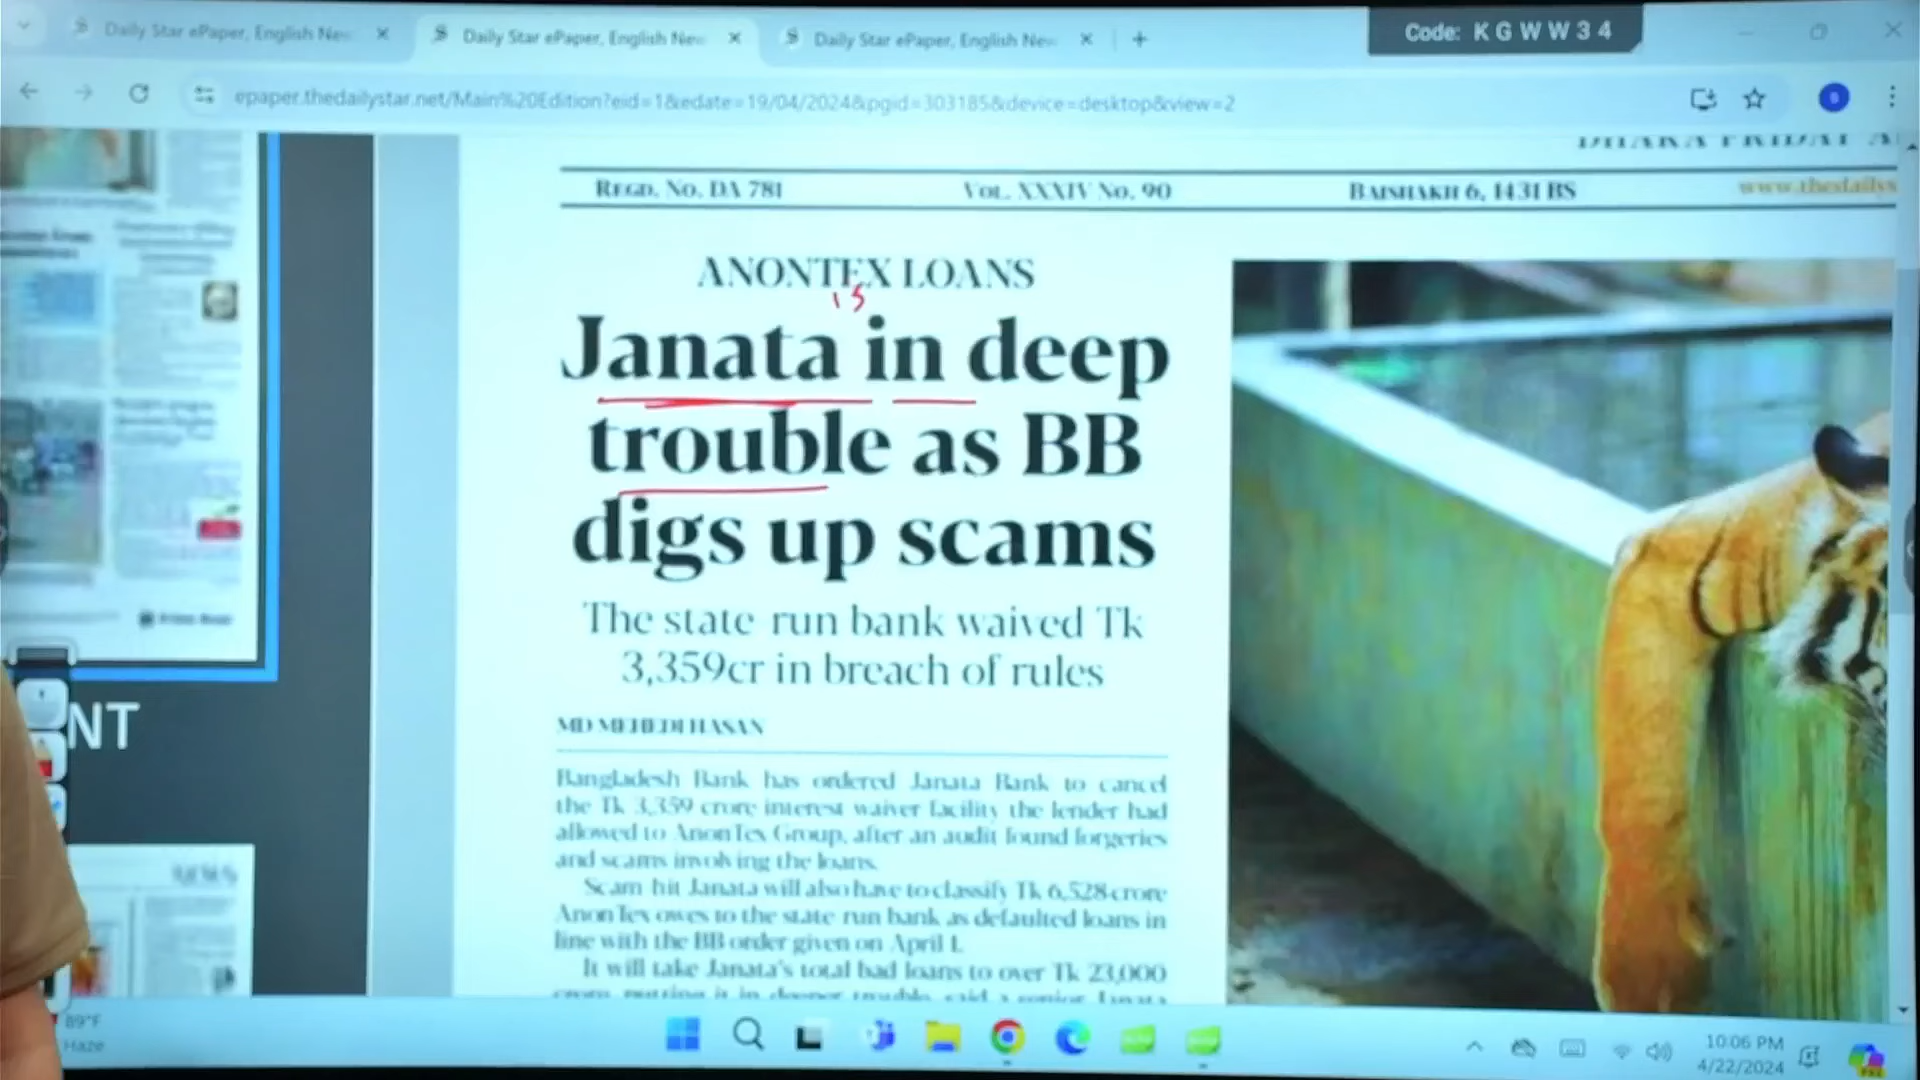 Daily Star ePaper, English New
Daily Star ePaper, English New
Daily Star ePaper, English New
Code: KGWW34
epaper.thedailystar.net/Main%20Edition?eid=1&edate=19/04/2024&pgid=303185&device=desktop&view=2
REGD. NO. DA 781
VOL. XXXIV No. 90
BAISHAKH 6, 1431 BS
www.thedailys
ANONTEX LOANS
is
Janata in deep
trouble as BB
digs up scams
The state run bank waived Tk
3,359cr in breach of rules
MD MEHEDI HASAN
Bangladesh Bank has ordered Janata Bank to cancel
the Tk 3,359 crore interest waiver facility the lender had
allowed to AnonTex Group, after an audit found forgeries
and scams involving the loans.
Scam hit Janata will also have to classify Tk 6,528 crore
AnonTex owes to the state run bank as defaulted loans in
line with the BB order given on April 1.
It will take Janata's total bad loans to over Tk 23,000
NT
89°F
Haze
10:06 PM
4/22/2024